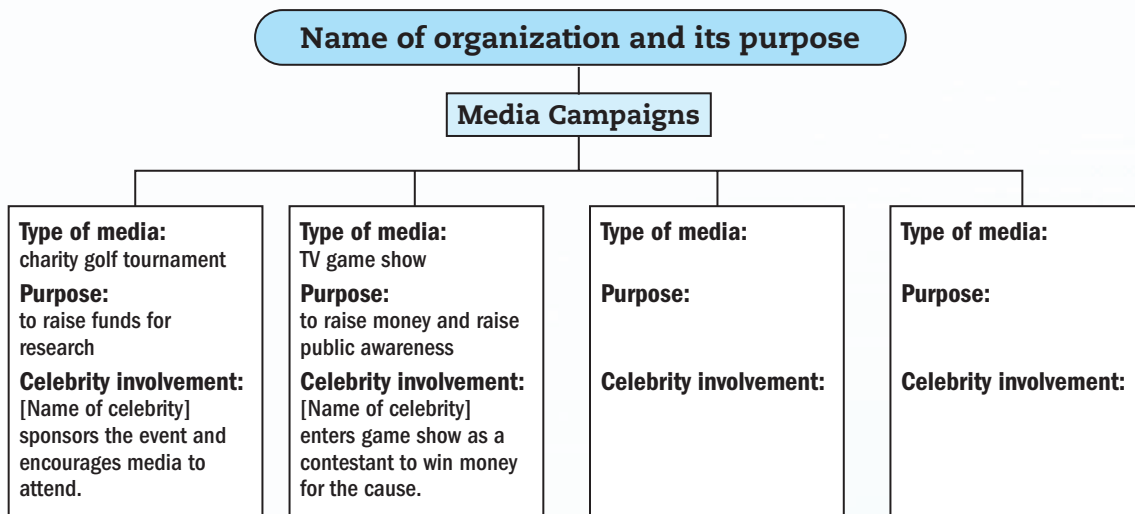 Name of organization and its purpose
Media Campaigns
Type of media:
charity golf tournament
Purpose:
to raise funds for
research
Celebrity involvement:
[Name of celebrity]
sponsors the event and
encourages media to
attend.
Type of media:
TV game show
Purpose:
to raise money and raise
public awareness
Celebrity involvement:
[Name of celebrity]
enters game show as a
contestant to win money
for the cause.
Type of media:
Purpose:
Celebrity involvement:
Type of media:
Purpose:
Celebrity involvement: